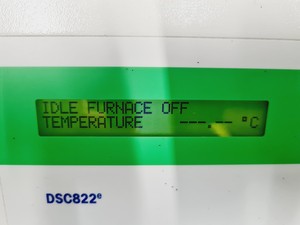 IDLE FURNACE OFF
TEMPERATURE ---.-- °C
DSC822e